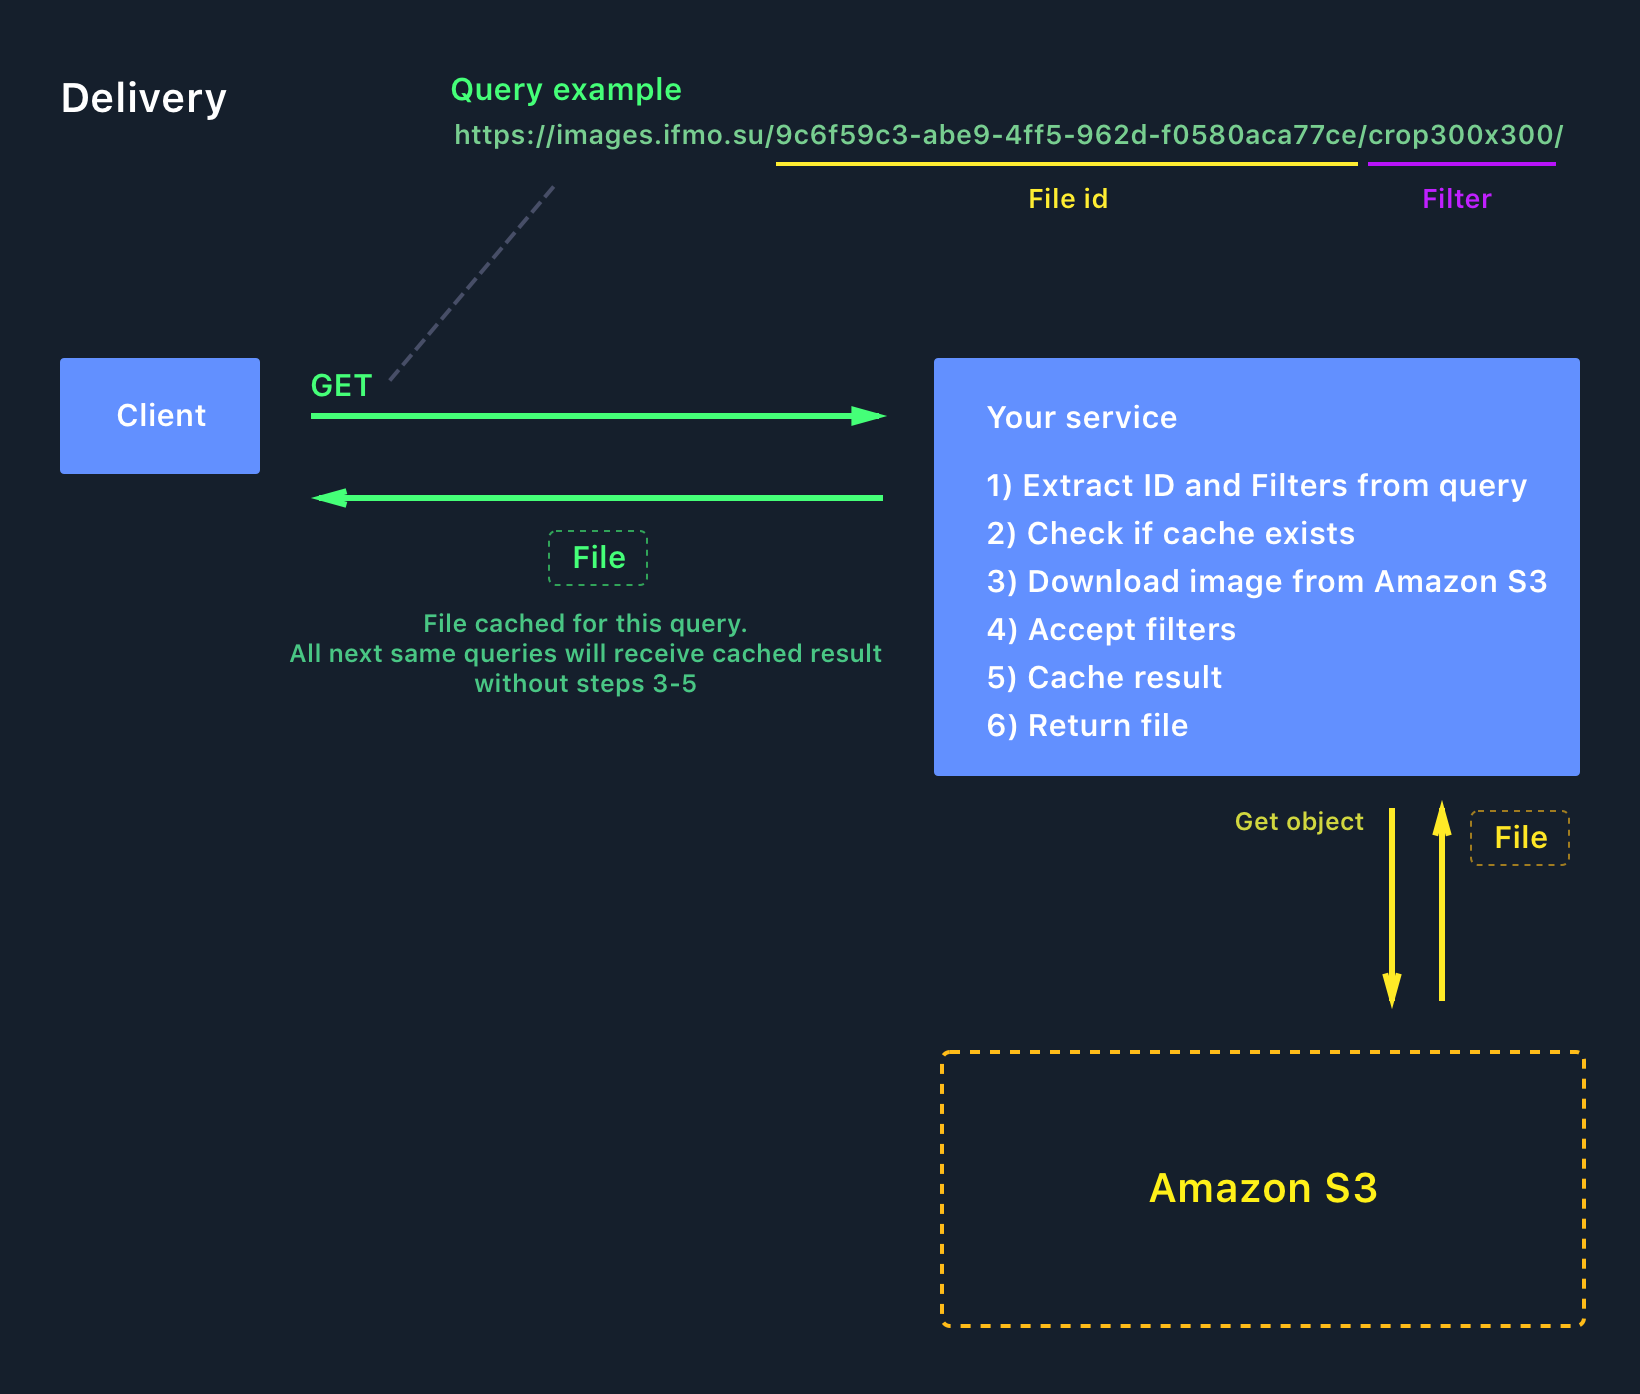 Delivery
Query example
https://images.ifmo.su/9c6f59c3-abe9-4ff5-962d-f0580aca77ce/crop300x300/
File id
Filter
Client
GET
File
File cached for this query.
All next same queries will receive cached result
without steps 3-5
Your service
1) Extract ID and Filters from query
2) Check if cache exists
3) Download image from Amazon S3
4) Accept filters
5) Cache result
6) Return file
Get object
File
Amazon S3